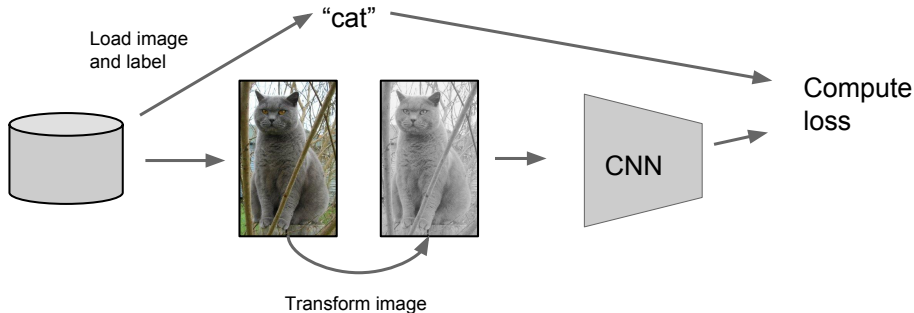 “cat”
Load image
and label
Compute
loss
CNN
Transform image